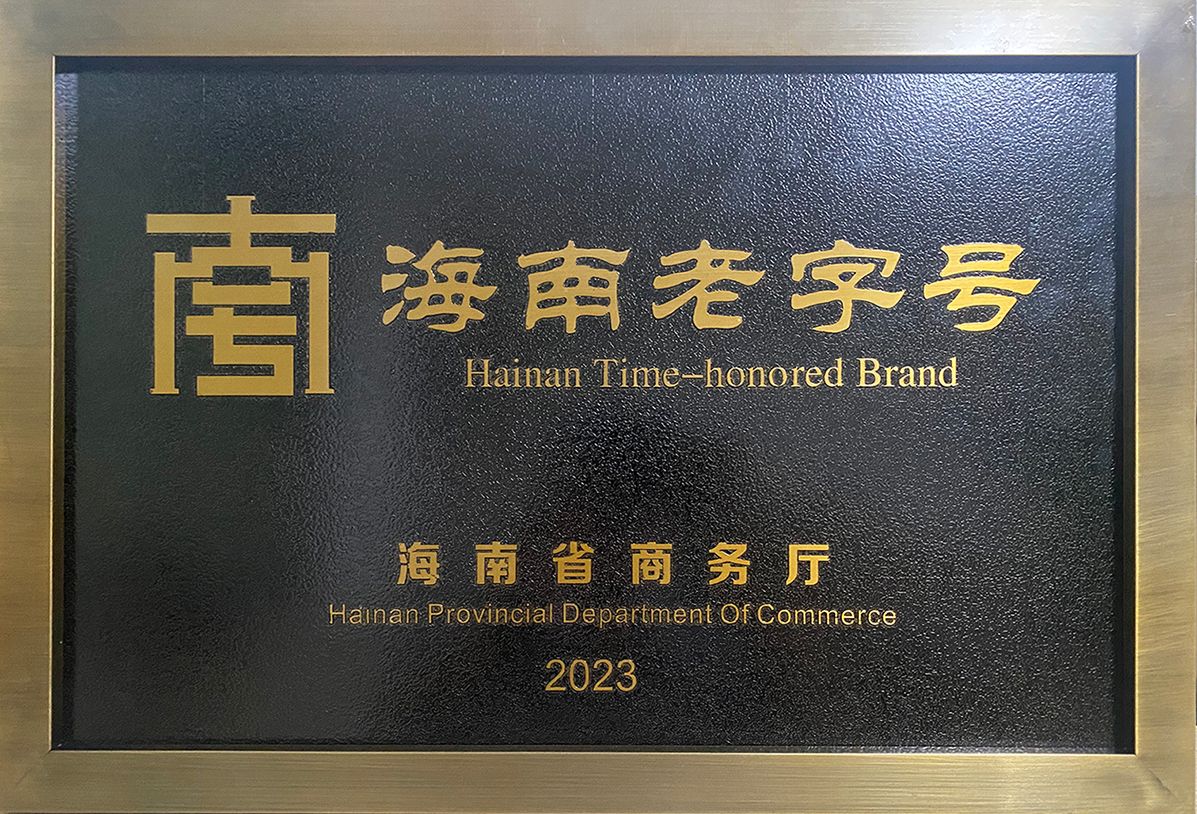 海南老字号
Hainan Time-honored Brand
海南省商务厅
Hainan Provincial Department Of Commerce
2023